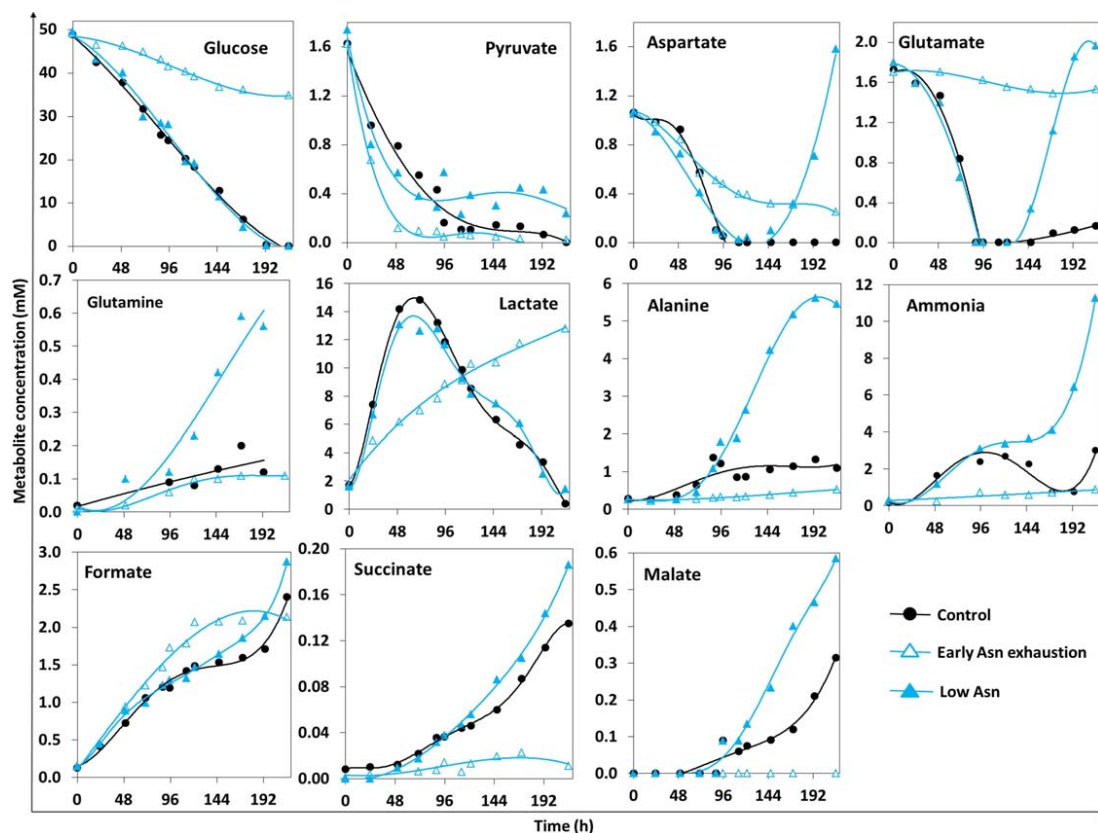 Metabolite concentration (mM)
Glucose
50
40
30
20
10
0
0 48 96 144 192
Pyruvate
1.6
1.2
0.8
0.4
0.0
0 48 96 144 192
Aspartate
1.6
1.2
0.8
0.4
0.0
0 48 96 144 192
Glutamate
2.0
1.6
1.2
0.8
0.4
0.0
0 48 96 144 192
Glutamine
0.7
0.6
0.5
0.4
0.3
0.2
0.1
0.0
0 48 96 144 192
Lactate
16
14
12
10
8
6
4
2
0
0 48 96 144 192
Alanine
6
5
4
3
2
1
0
0 48 96 144 192
Ammonia
12
10
8
6
4
2
0
0 48 96 144 192
Formate
3.0
2.5
2.0
1.5
1.0
0.5
0.0
0 48 96 144 192
Succinate
0.20
0.16
0.12
0.08
0.04
0.00
0 48 96 144 192
Malate
0.6
0.5
0.4
0.3
0.2
0.1
0.0
0 48 96 144 192
Control
Early Asn exhaustion
Low Asn
Time (h)